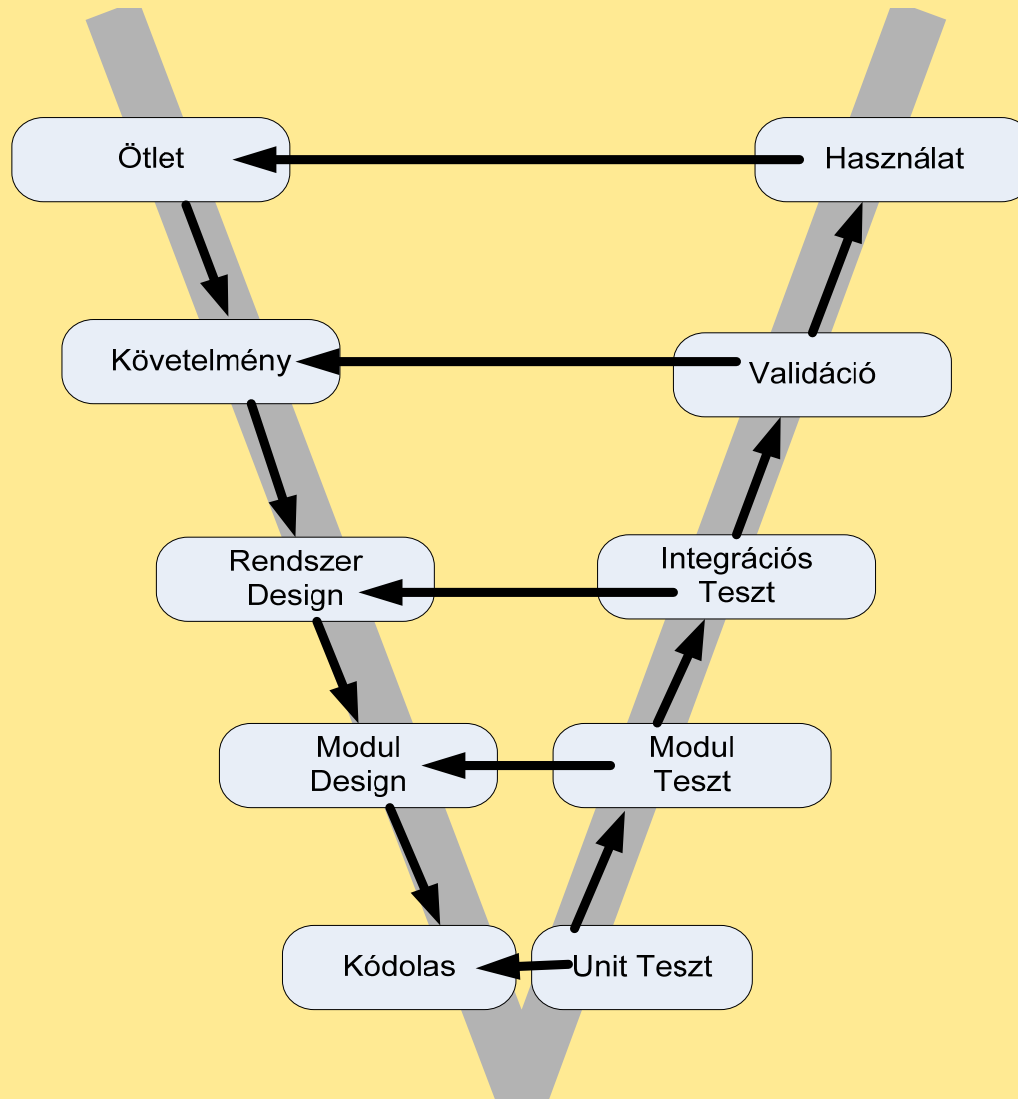 Ötlet
Használat
Követelmény
Validáció
Rendszer
Design
Integrációs
Teszt
Modul
Design
Modul
Teszt
Kódolas
Unit Teszt